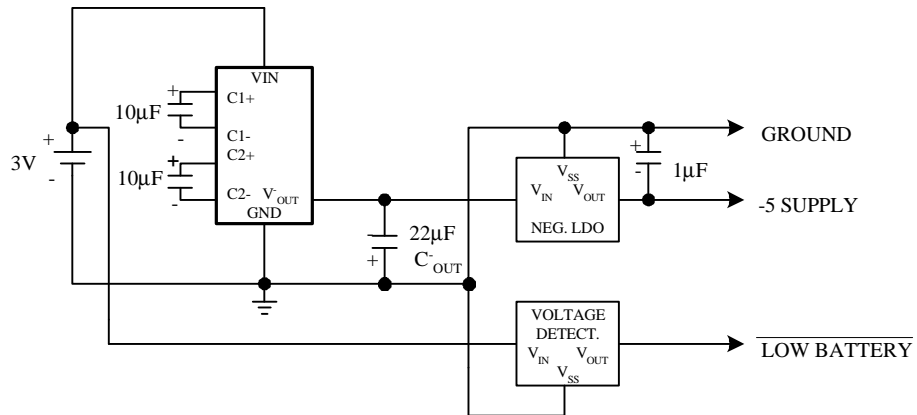 VIN
+
C1+
10µF
C1-
-
+
3V
-
+
C2+
10µF
C2-
-
V-OUT
GND
-
22µF
+
C-OUT
VSS
VIN
VOUT
NEG. LDO
+
-
1µF
GROUND
-5 SUPPLY
VOLTAGE
DETECT.
VIN
VOUT
VSS
LOW BATTERY